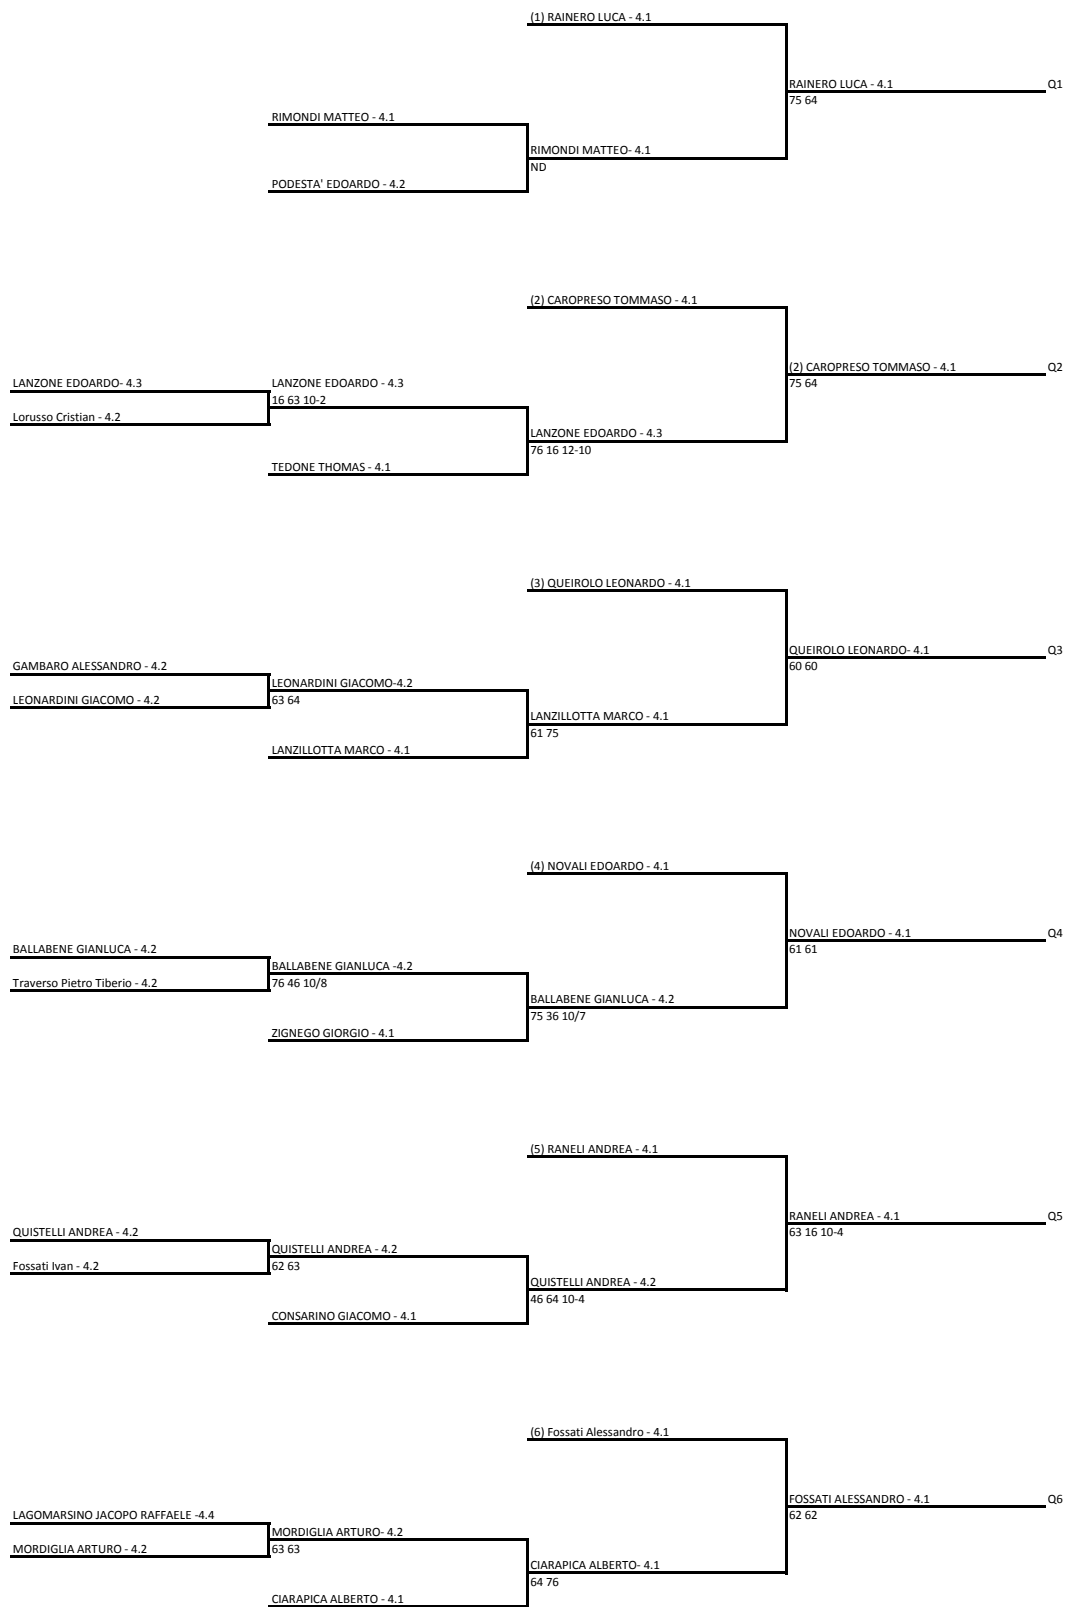 (1) RAINERO LUCA - 4.1
RAINERO LUCA - 4.1
Q1
75 64
RIMONDI MATTEO - 4.1
RIMONDI MATTEO- 4.1
ND
PODESTA' EDOARDO - 4.2
(2) CAROPRESO TOMMASO - 4.1
(2) CAROPRESO TOMMASO - 4.1
Q2
75 64
LANZONE EDOARDO- 4.3
LANZONE EDOARDO - 4.3
16 63 10-2
Lorusso Cristian - 4.2
LANZONE EDOARDO - 4.3
76 16 12-10
TEDONE THOMAS - 4.1
(3) QUEIROLO LEONARDO - 4.1
QUEIROLO LEONARDO- 4.1
Q3
60 60
GAMBARO ALESSANDRO - 4.2
LEONARDINI GIACOMO-4.2
LEONARDINI GIACOMO - 4.2
63 64
LANZILLOTTA MARCO - 4.1
61 75
LANZILLOTTA MARCO - 4.1
(4) NOVALI EDOARDO - 4.1
NOVALI EDOARDO - 4.1
Q4
61 61
BALLABENE GIANLUCA - 4.2
BALLABENE GIANLUCA -4.2
Traverso Pietro Tiberio - 4.2
76 46 10/8
BALLABENE GIANLUCA - 4.2
75 36 10/7
ZIGNEGO GIORGIO - 4.1
(5) RANELI ANDREA - 4.1
RANELI ANDREA - 4.1
Q5
63 16 10-4
QUISTELLI ANDREA - 4.2
QUISTELLI ANDREA - 4.2
Fossati Ivan - 4.2
62 63
QUISTELLI ANDREA - 4.2
46 64 10-4
CONSARINO GIACOMO - 4.1
(6) Fossati Alessandro - 4.1
FOSSATI ALESSANDRO - 4.1
Q6
62 62
LAGOMARSINO JACOPO RAFFAELE -4.4
MORDIGLIA ARTURO- 4.2
MORDIGLIA ARTURO - 4.2
63 63
CIARAPICA ALBERTO- 4.1
64 76
CIARAPICA ALBERTO - 4.1